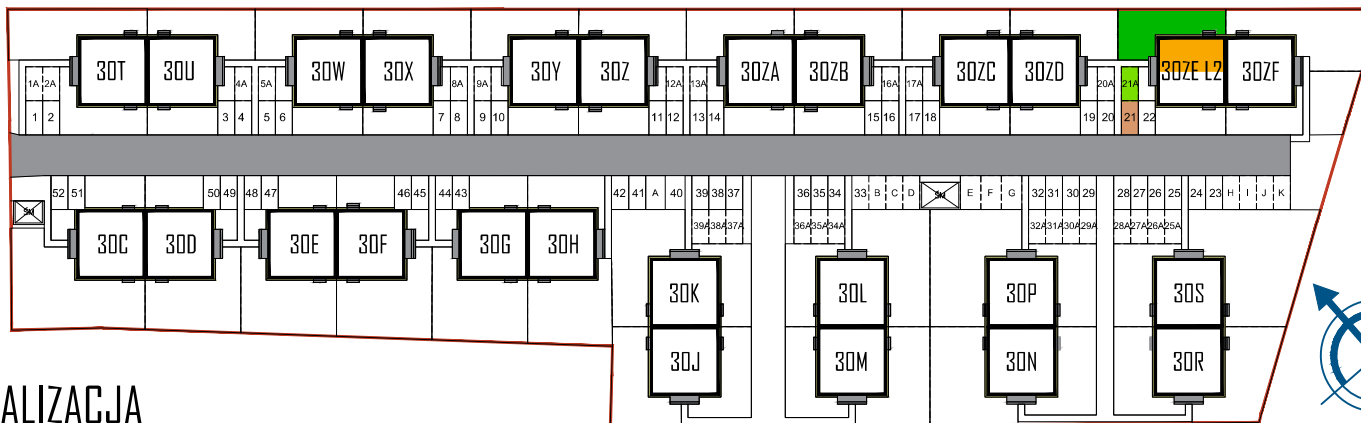 30T 30U 30W 30X 30Y 30Z 30ZA 30ZB 30ZC 30ZD 30ZE L2 30ZF
1A 2A 4A 5A 8A 9A 12A 13A 16A 17A 20A 21A
1 2 3 4 5 6 7 8 9 10 11 12 13 14 15 16 17 18 19 20 21 22
52 51 50 49 48 47 46 45 44 43 42 41 A 40 39 38 37 36 35 34 33 B C D E F G 32 31 30 29 28 27 26 25 24 23 H I J K
39A 38A 37A 36A 35A 34A 32A 31A 30A 29A 28A 27A 26A 25A
30C 30D 30E 30F 30G 30H
30K 30L 30P 30S
30J 30M 30N 30R
ALIZACJA